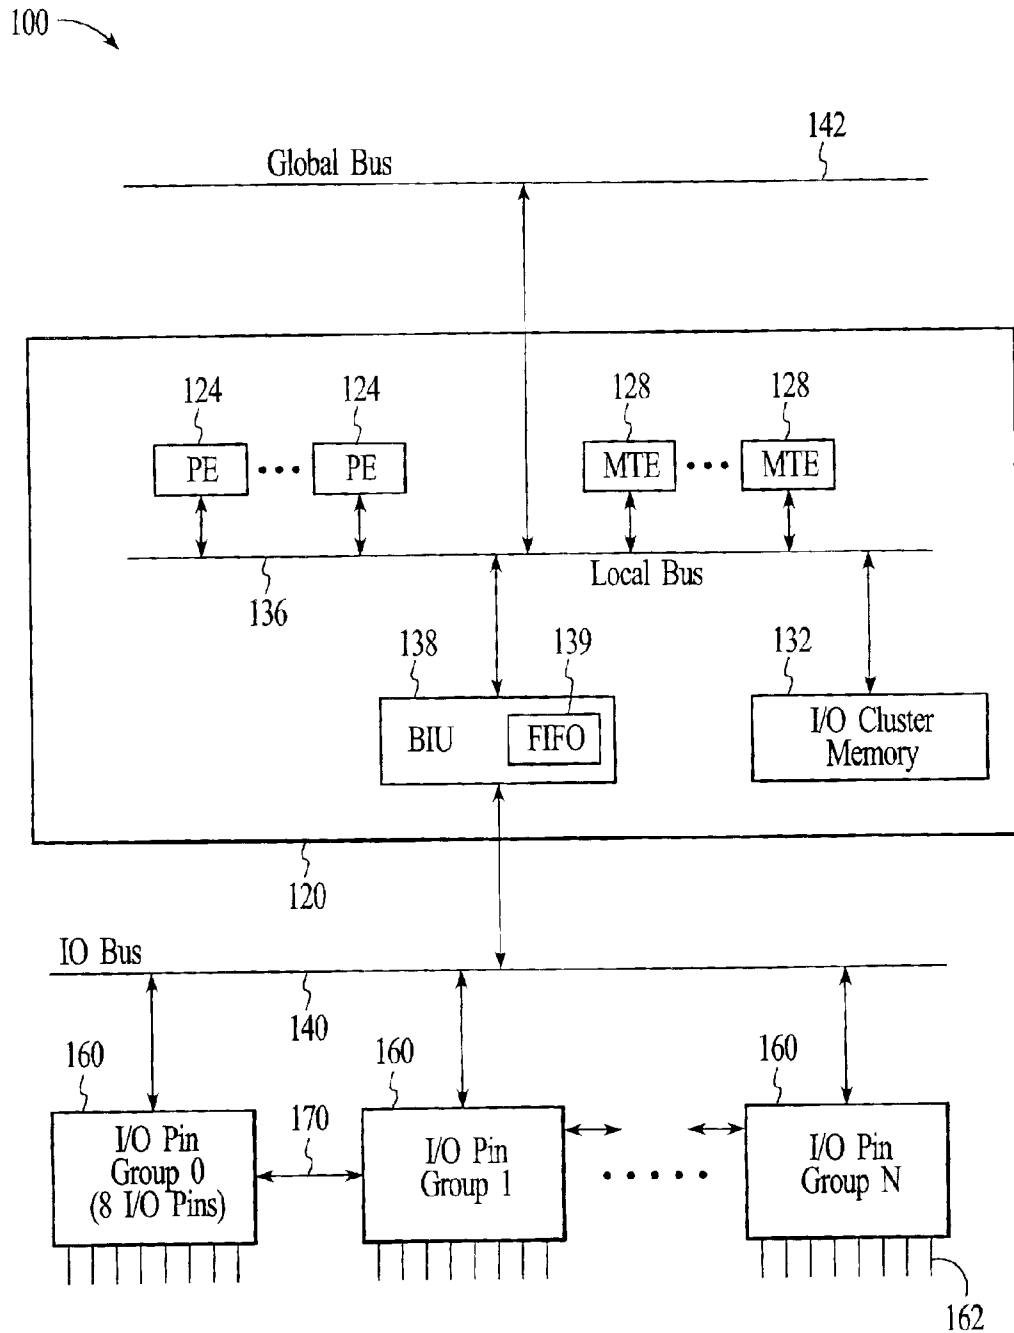 100
142
Global Bus
124
124
128
128
PE
PE
MTE
MTE
Local Bus
136
138
139
132
BIU
FIFO
I/O Cluster
Memory
120
IO Bus
140
160
160
160
170
I/O Pin
Group 0
(8 I/O Pins)
I/O Pin
Group 1
I/O Pin
Group N
162